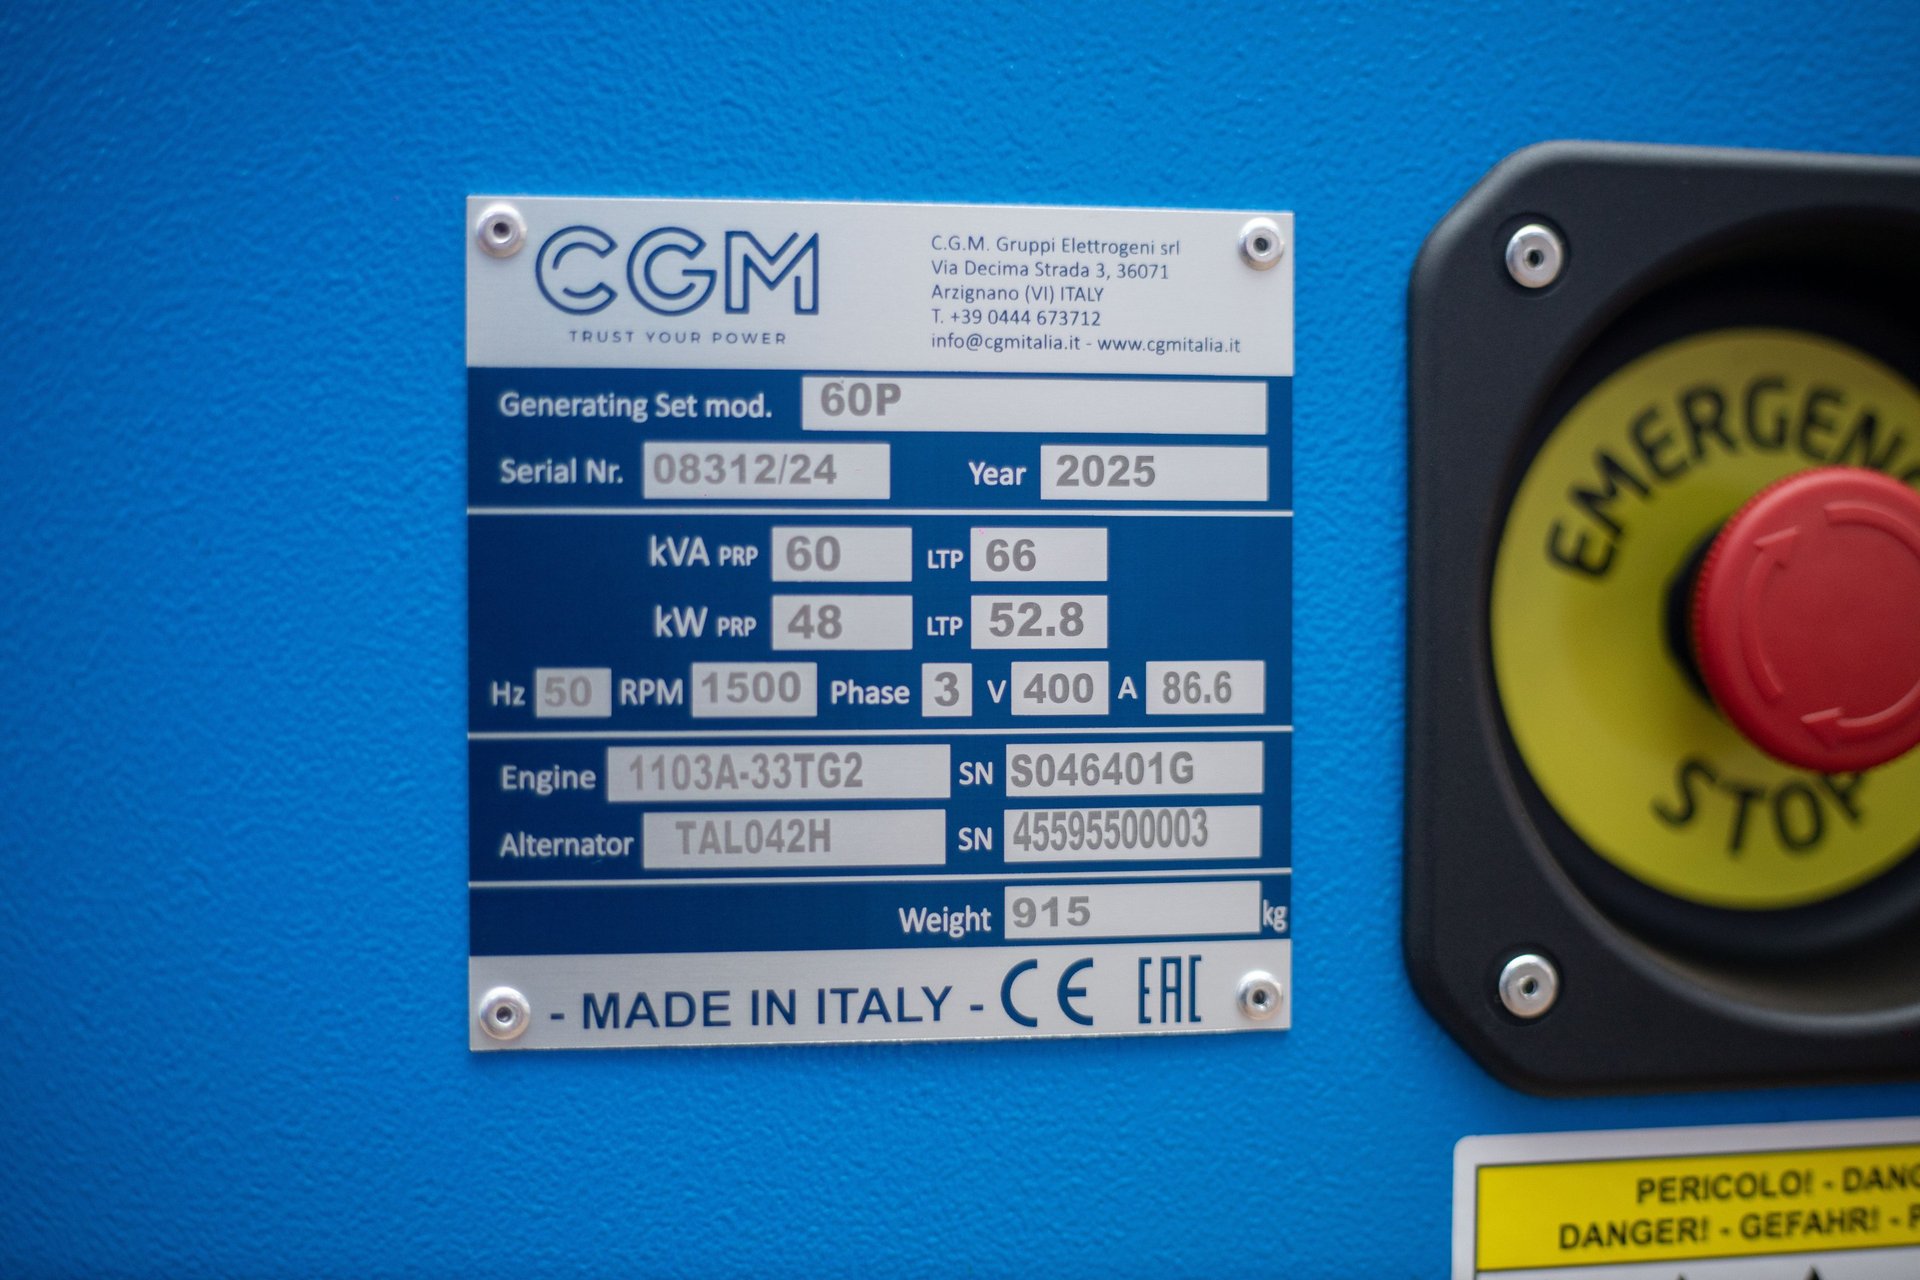 CGM
TRUST YOUR POWER
C.G.M. Gruppi Elettrogeni srl
Via Decima Strada 3, 36071
Arzignano (VI) ITALY
T. +39 0444 673712
info@cgmitalia.it - www.cgmitalia.it
Generating Set mod. 60P
Serial Nr. 08312/24 Year 2025
kVA PRP 60 LTP 66
kW PRP 48 LTP 52.8
Hz 50 RPM 1500 Phase 3 V 400 A 86.6
Engine 1103A-33TG2 SN S046401G
Alternator TAL042H SN 45595500003
Weight 915 kg
- MADE IN ITALY - CE EAC
EMERGENC
STOP
PERICOLO! - DANG
DANGER! - GEFAHR! -